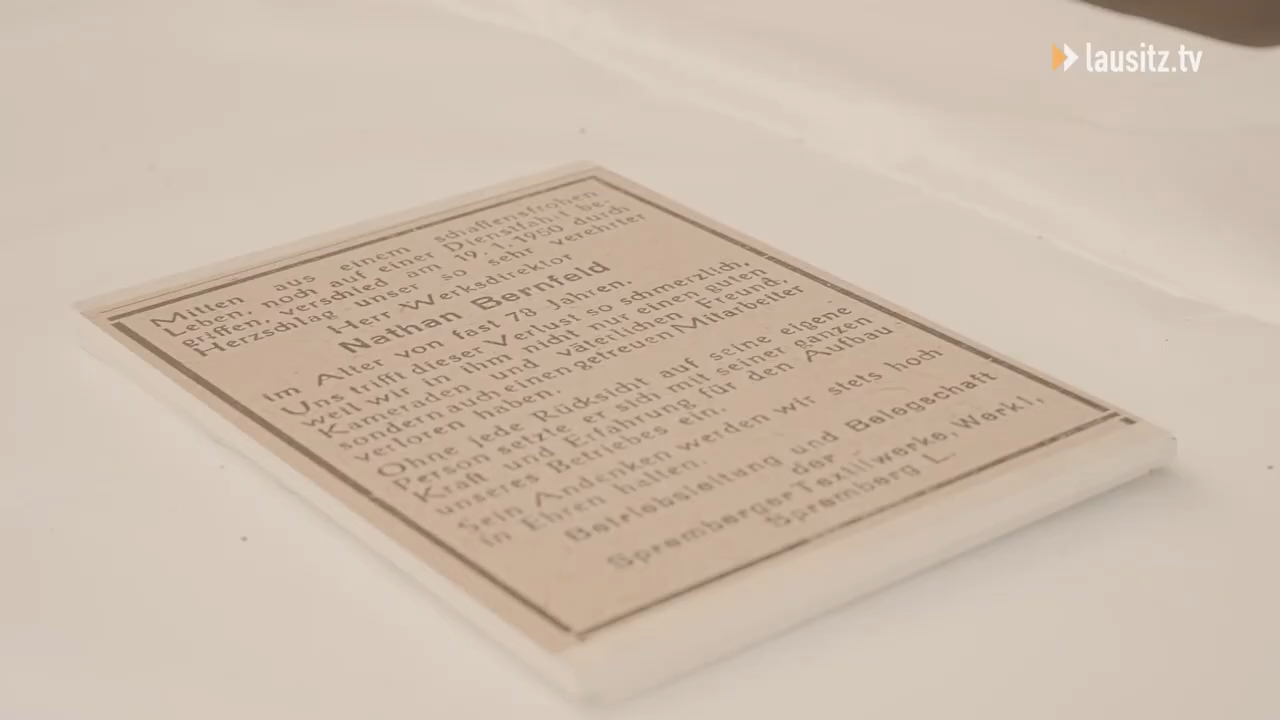 lausitz.tv
Mitten aus einem schaffensfrohen
Leben, noch auf einer Dienstfahrt be-
griffen, verschied am 19. 1. 1950 durch
Herzschlag unser so sehr verehrter
Herr Werksdirektor
Nathan Bernfeld
im Alter von fast 78 Jahren.
Uns trifft dieser Verlust so schmerzlich,
weil wir in ihm nicht nur einen guten
Kameraden und väterlichen Freund,
sondern auch einen getreuen Mitarbeiter
verloren haben.
Ohne jede Rücksicht auf seine eigene
Person setzte er sich mit seiner ganzen
Kraft und Erfahrung für den Aufbau
unseres Betriebes ein.
Sein Andenken werden wir stets hoch
in Ehren halten.
Betriebsleitung und Belegschaft
der
Spremberger Textilwerke, Werk I,
Spremberg L.